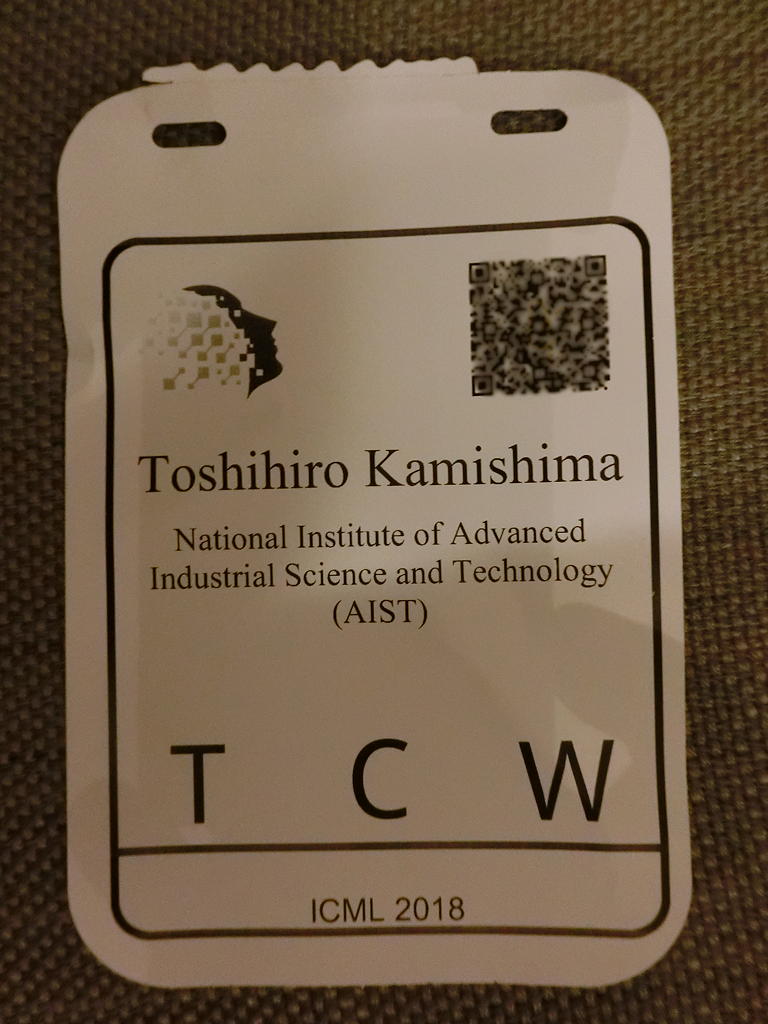 Toshihiro Kamishima
National Institute of Advanced
Industrial Science and Technology
(AIST)
T C W
ICML 2018